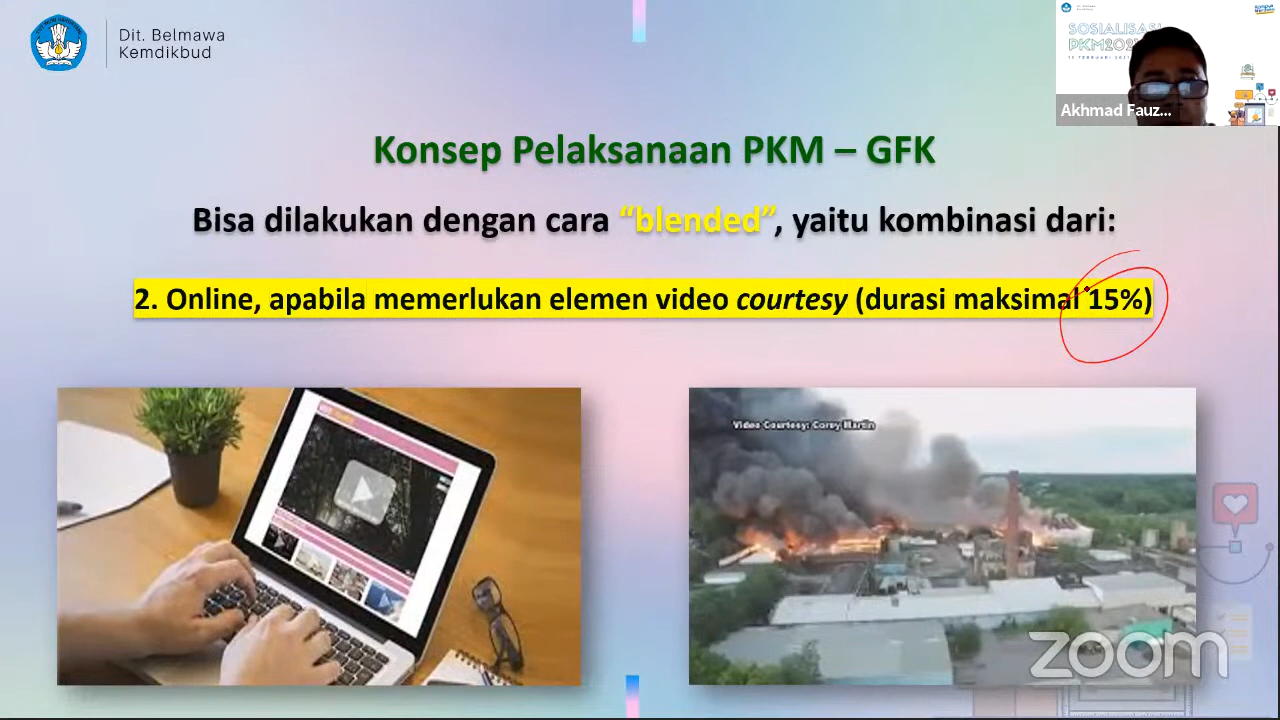 Dit. Belmawa
Kemdikbud
SOSIALISASI
Akhmad Fauz...
Konsep Pelaksanaan PKM – GFK
Bisa dilakukan dengan cara “blended”, yaitu kombinasi dari:
2. Online, apabila memerlukan elemen video courtesy (durasi maksimal 15%)
Video Courtesy: Corey Martin
zoom